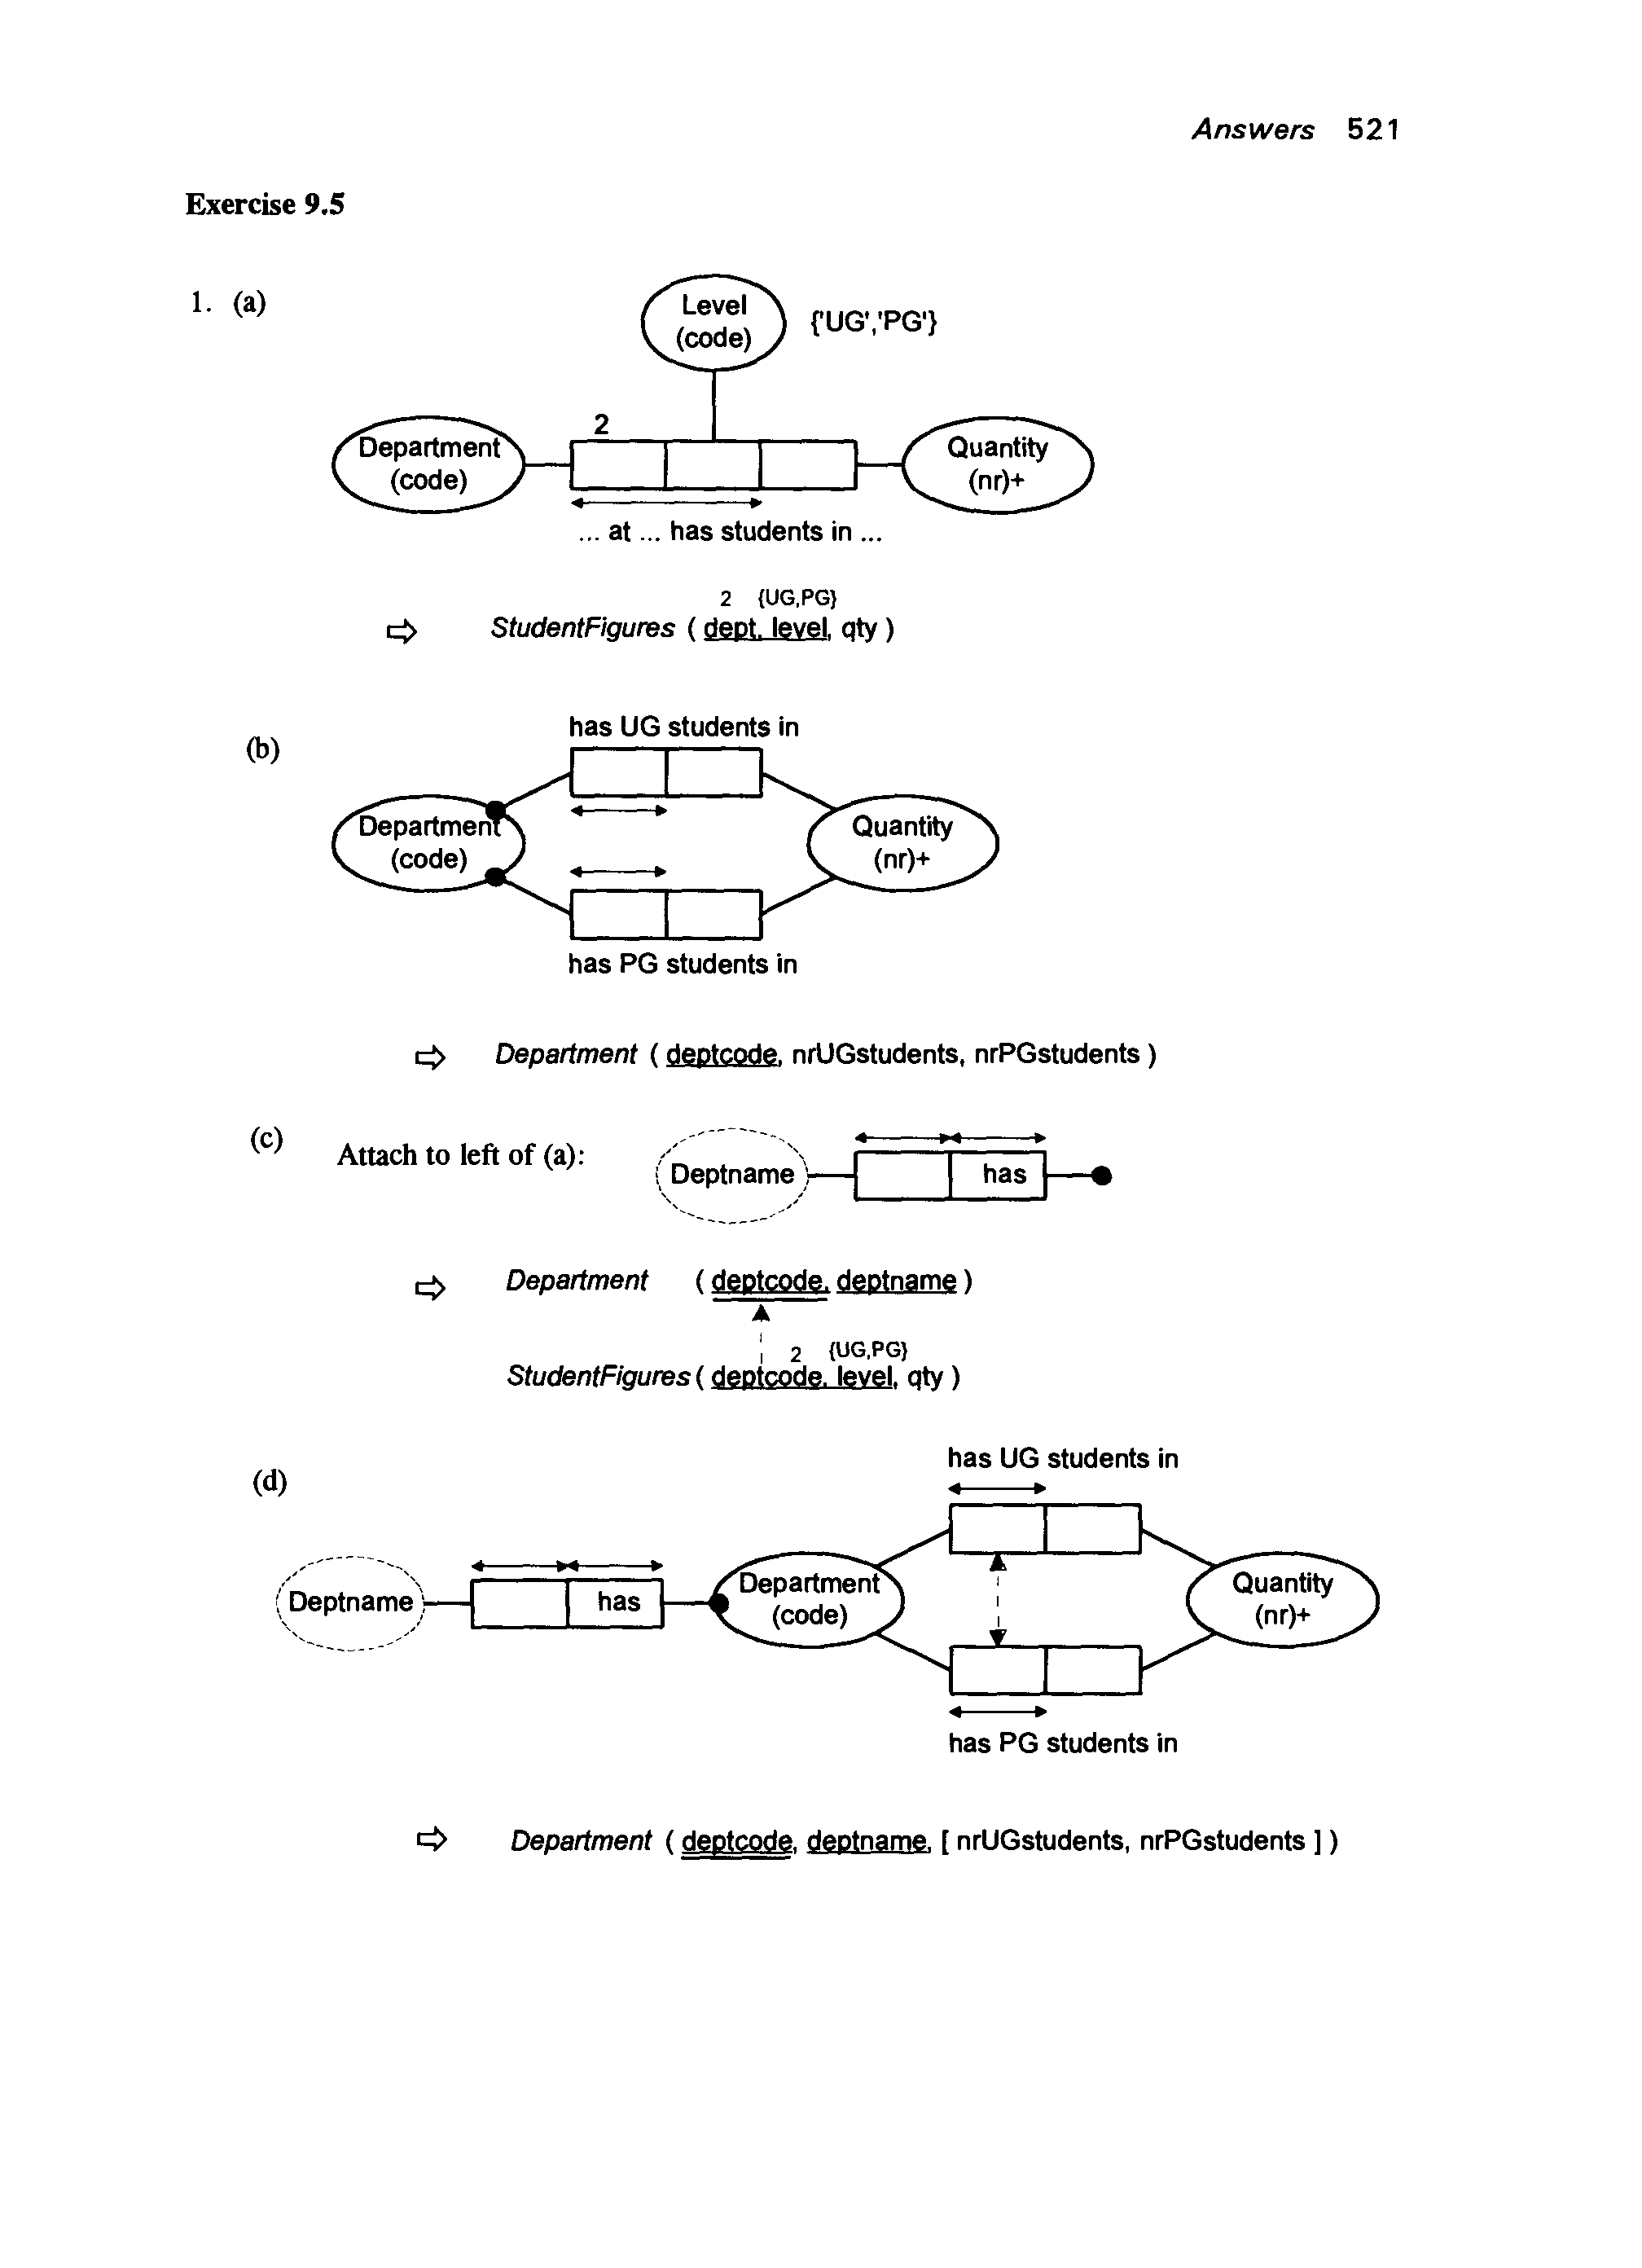 Answers 521
Exercise 9.5
1. (a)
Level
(code)
{'UG','PG'}
2
Department
(code)
Quantity
(nr)+
... at ... has students in ...
2 {UG,PG}
⇨ StudentFigures ( dept, level, qty )
(b)
has UG students in
Department
(code)
Quantity
(nr)+
has PG students in
⇨ Department ( deptcode, nrUGstudents, nrPGstudents )
(c) Attach to left of (a):
Deptname
has
⇨ Department ( deptcode, deptname )
2 {UG,PG}
StudentFigures ( deptcode, level, qty )
(d)
has UG students in
Deptname
has
Department
(code)
Quantity
(nr)+
has PG students in
⇨ Department ( deptcode, deptname, [ nrUGstudents, nrPGstudents ] )